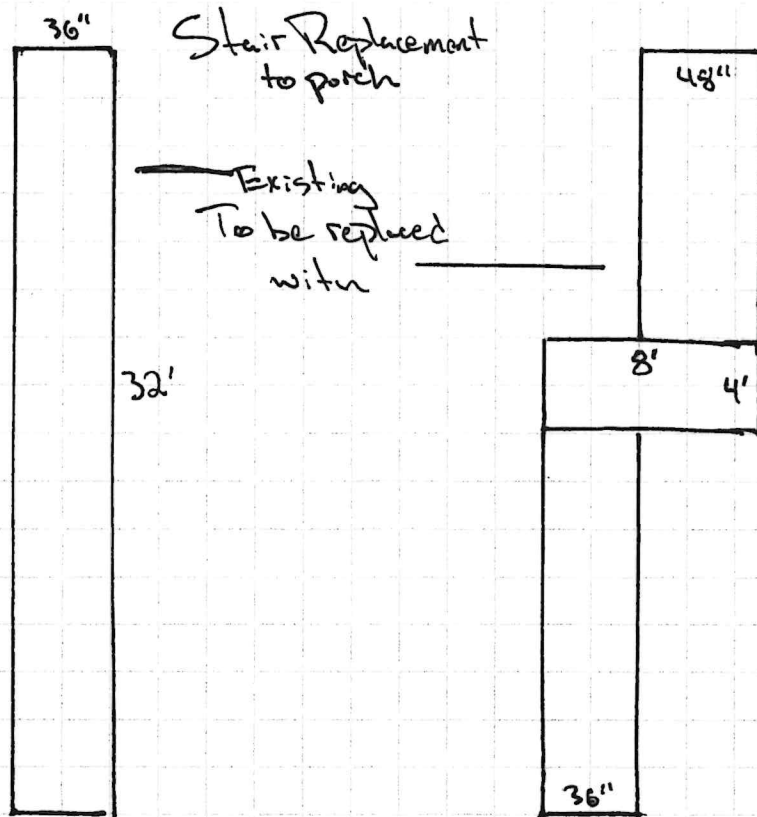 36"
Stair Replacement
to porch
48"
Existing
To be replaced
with
32'
8'
4'
36"